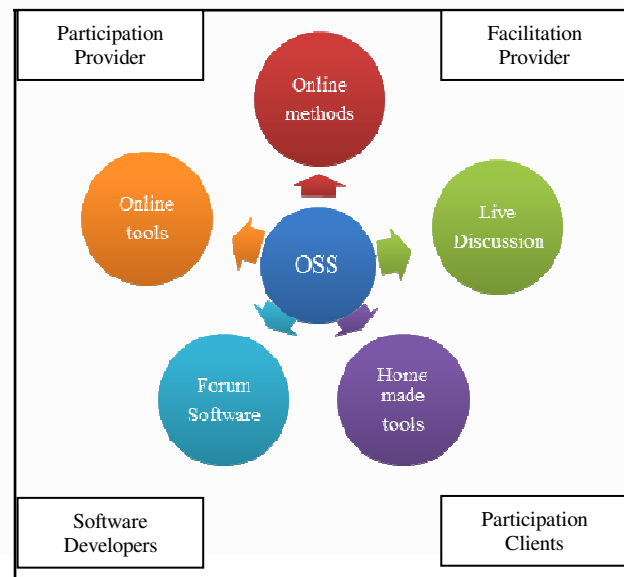 Participation
Provider
Facilitation
Provider
Online
methods
Online
tools
Live
Discussion
OSS
Forum
Software
Home
made
tools
Software
Developers
Participation
Clients